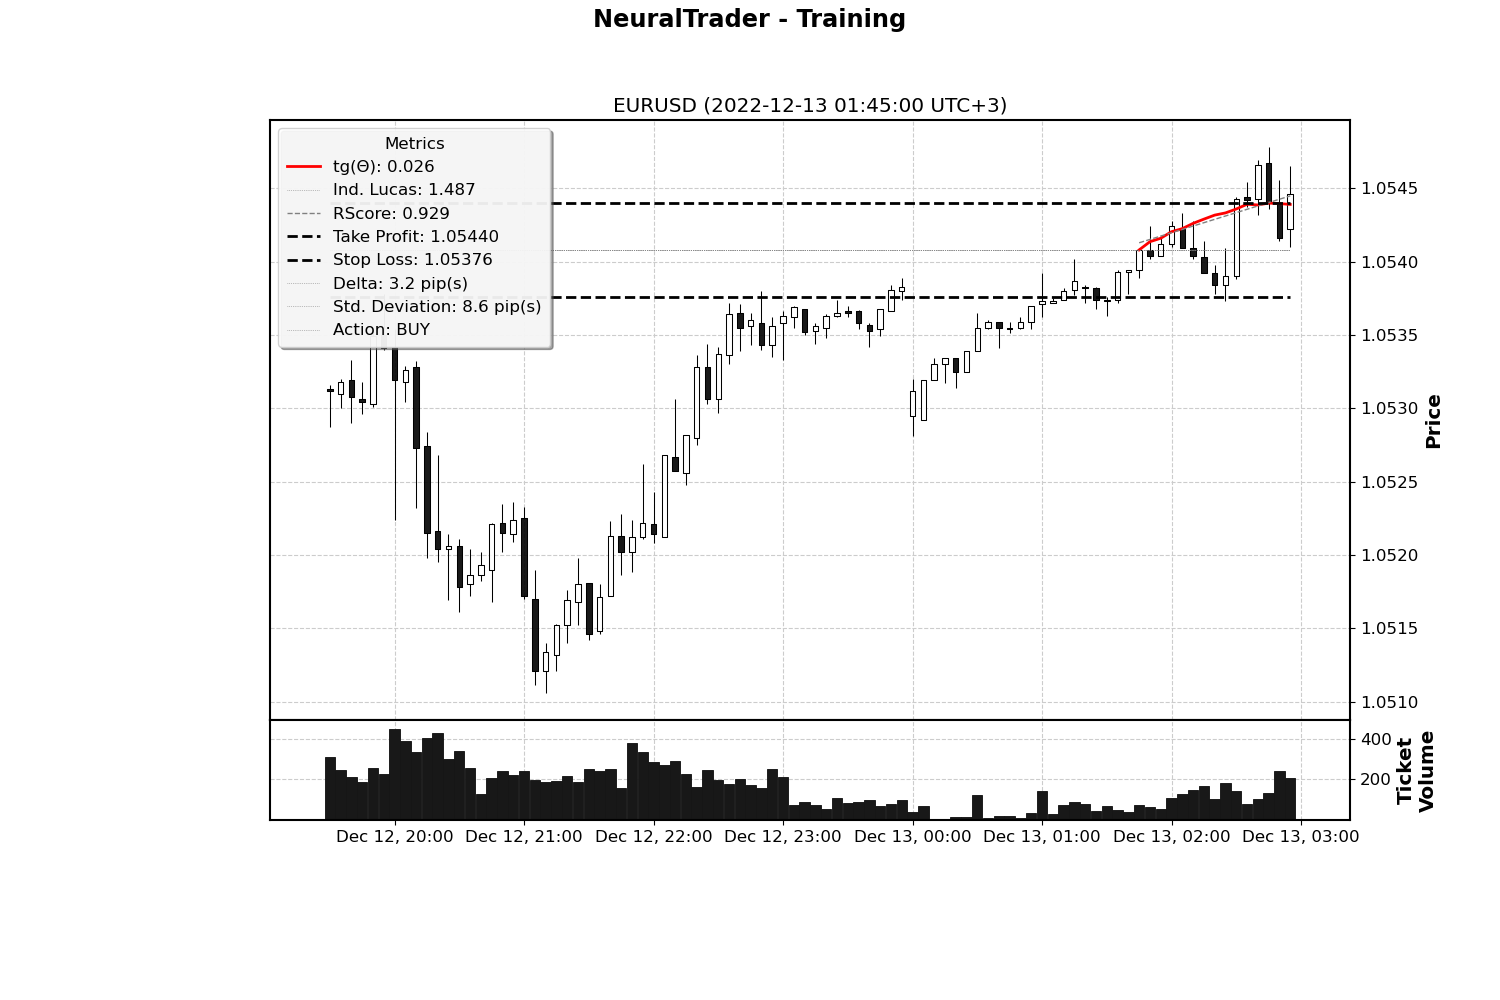 NeuralTrader - Training
EURUSD (2022-12-13 01:45:00 UTC+3)
Metrics
tg(Θ): 0.026
Ind. Lucas: 1.487
RScore: 0.929
Take Profit: 1.05440
Stop Loss: 1.05376
Delta: 3.2 pip(s)
Std. Deviation: 8.6 pip(s)
Action: BUY
1.0545
1.0540
1.0535
1.0530
1.0525
1.0520
1.0515
1.0510
Price
400
200
Ticket
Volume
Dec 12, 20:00 Dec 12, 21:00 Dec 12, 22:00 Dec 12, 23:00 Dec 13, 00:00 Dec 13, 01:00 Dec 13, 02:00 Dec 13, 03:00